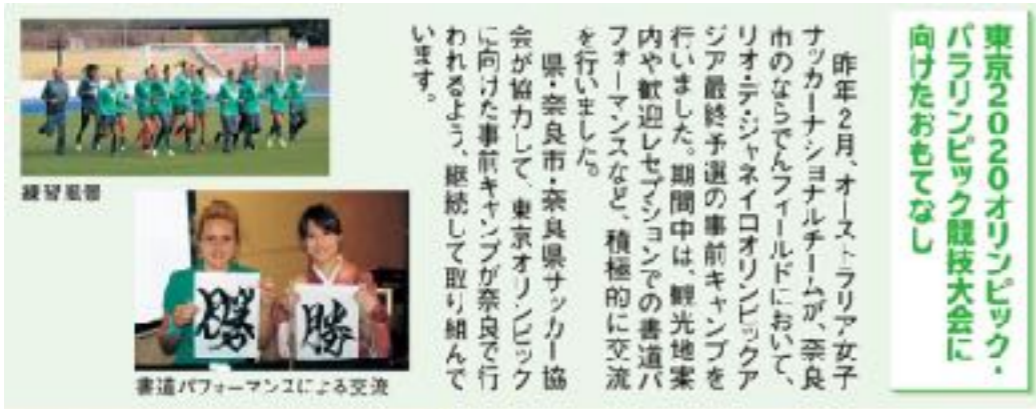 東京2020オリンピック・
パラリンピック競技大会に
向けたおもてなし
昨年2月、オーストラリア女子
サッカーナショナルチームが、奈良
市のならでんフィールドにおいて、
リオ・デ・ジャネイロオリンピックア
ジア最終予選の事前キャンプを
行いました。期間中は、観光地案
内や歓迎レセプションでの書道パ
フォーマンスなど、積極的に交流
を行いました。
県・奈良市・奈良県サッカー協
会が協力して、東京オリンピック
に向けた事前キャンプが奈良で行
われるよう、継続して取り組んで
います。
練習風景
勝
勝
書道パフォーマンスによる交流